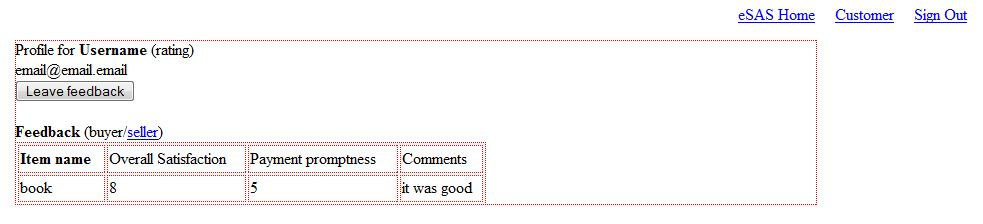 eSAS Home Customer Sign Out
Profile for Username (rating)
email@email.email
Leave feedback
Feedback (buyer/seller)
Item name Overall Satisfaction Payment promptness Comments
book 8 5 it was good